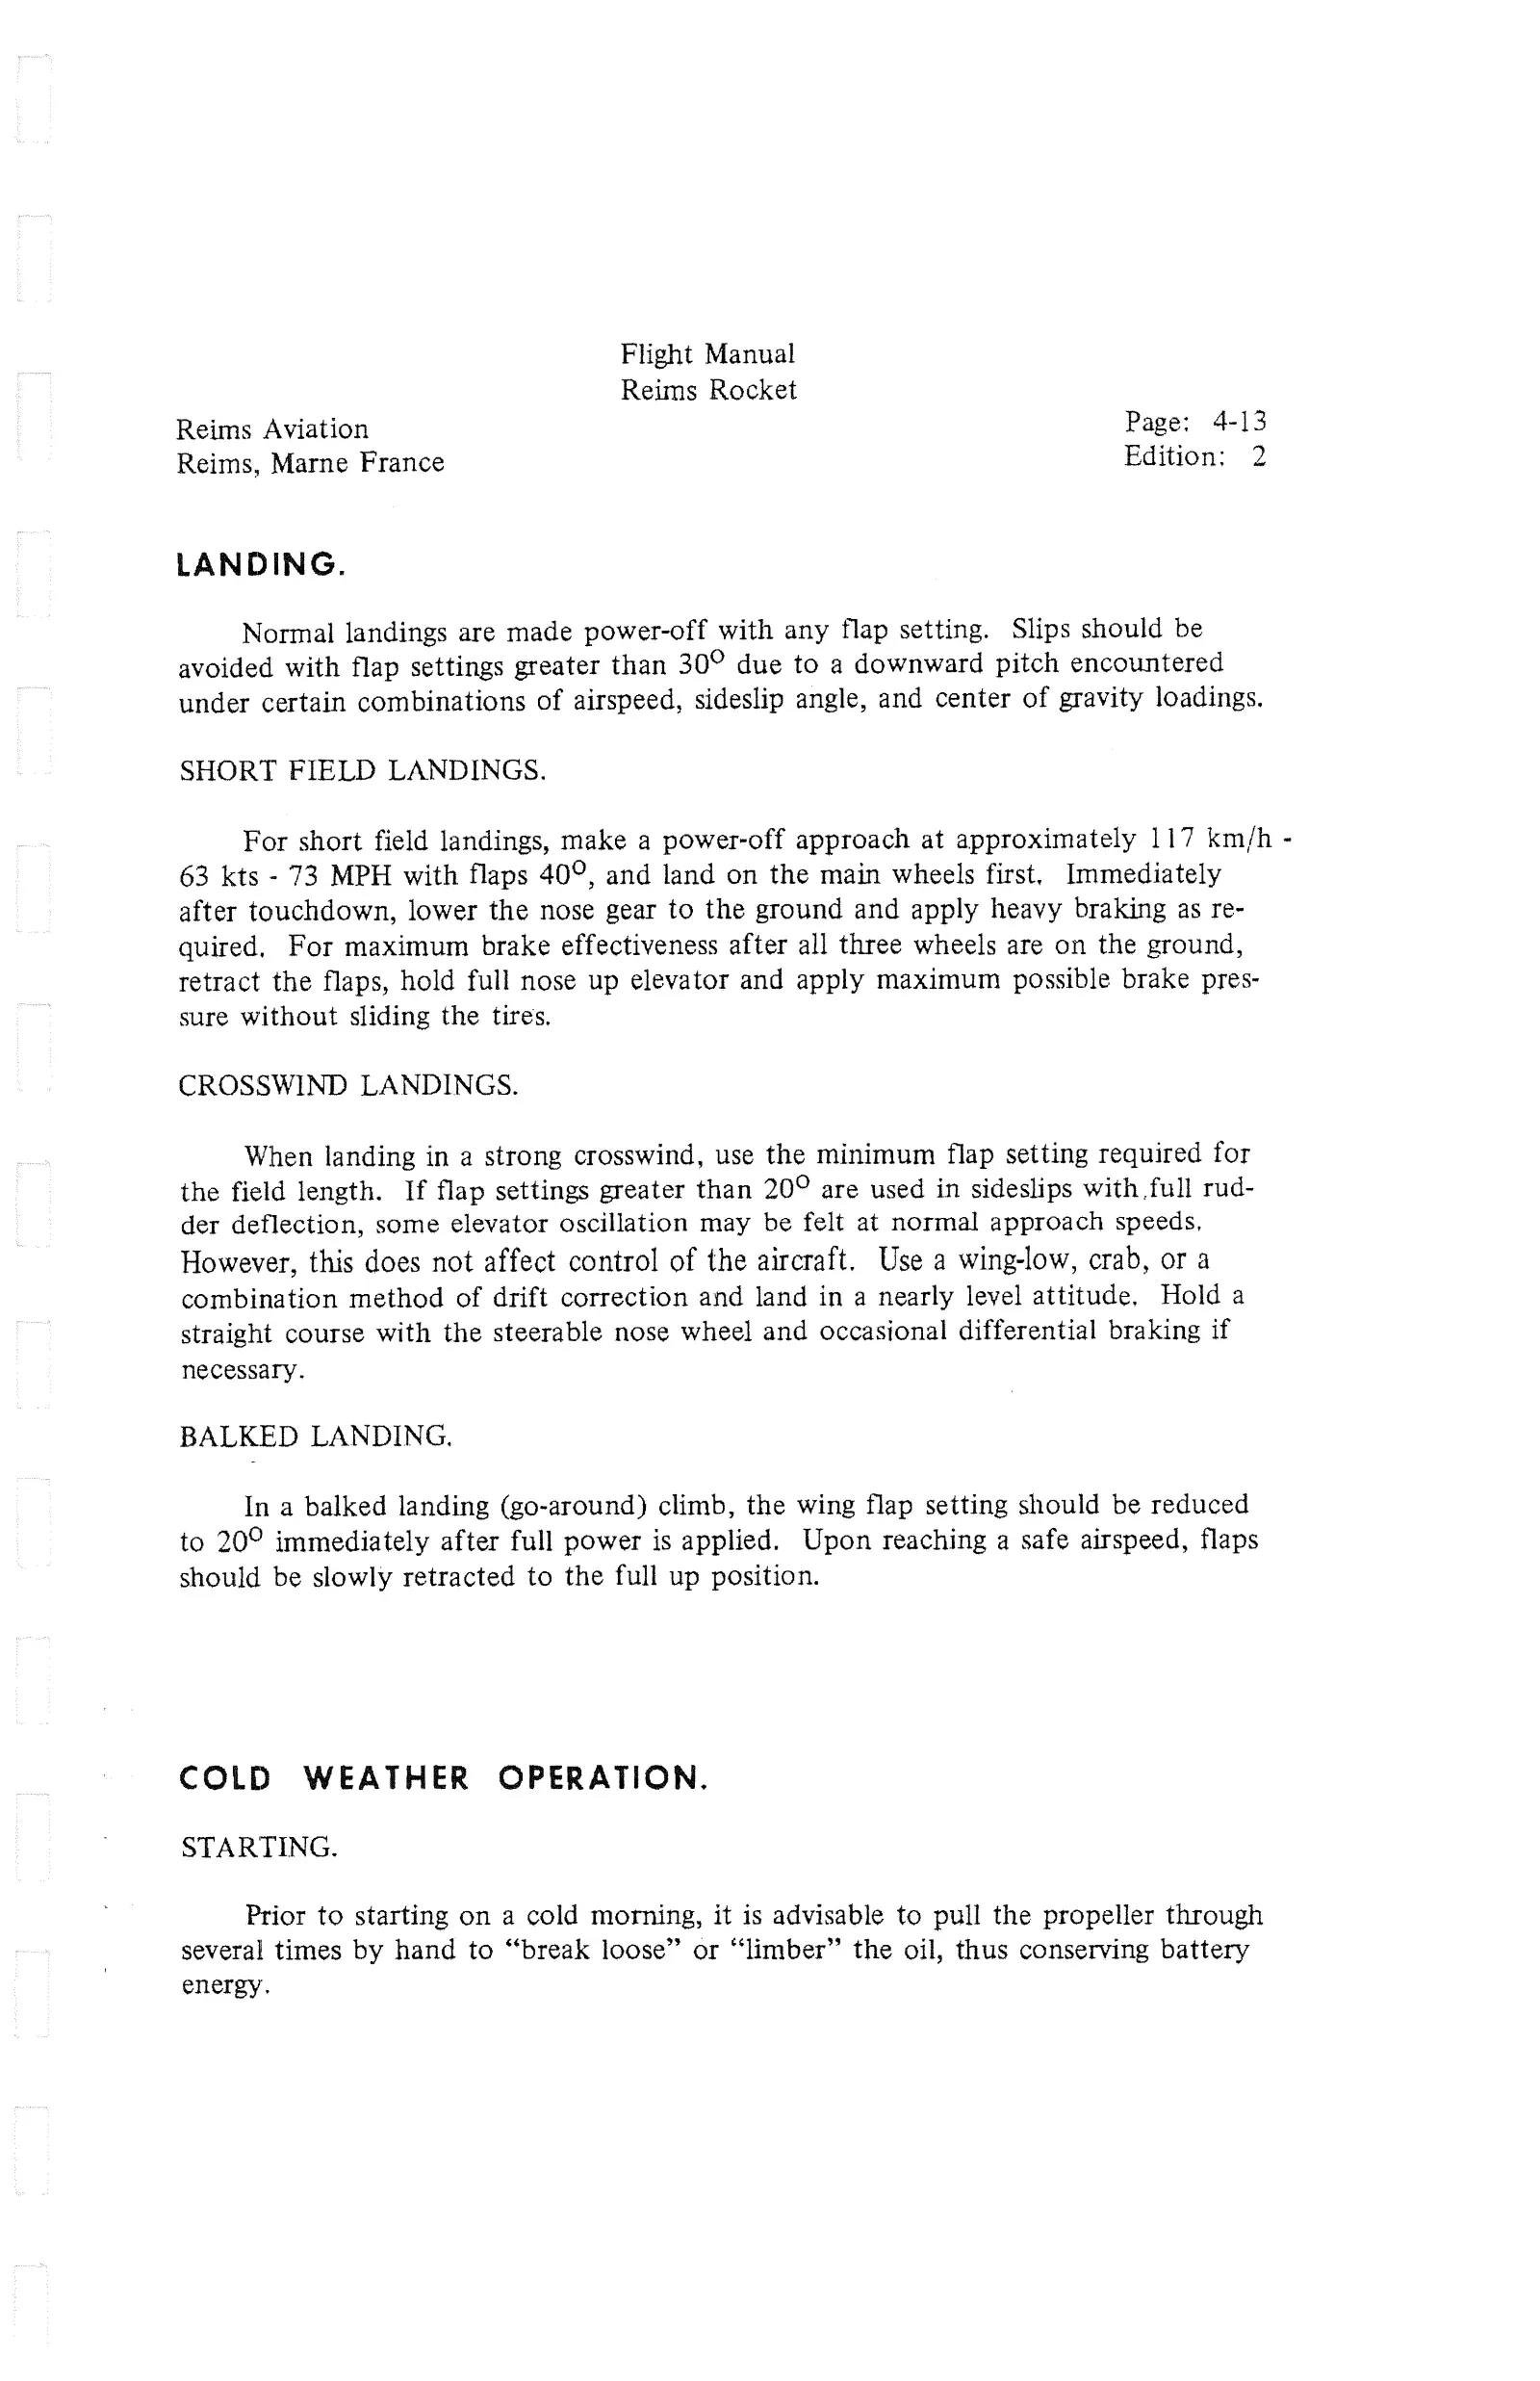 Flight Manual
Reims Rocket
Reims Aviation
Reims, Marne France
Page: 4-13
Edition: 2
LANDING.
Normal landings are made power-off with any flap setting. Slips should be
avoided with flap settings greater than 30° due to a downward pitch encountered
under certain combinations of airspeed, sideslip angle, and center of gravity loadings.
SHORT FIELD LANDINGS.
For short field landings, make a power-off approach at approximately 117 km/h -
63 kts - 73 MPH with flaps 40°, and land on the main wheels first. Immediately
after touchdown, lower the nose gear to the ground and apply heavy braking as re-
quired. For maximum brake effectiveness after all three wheels are on the ground,
retract the flaps, hold full nose up elevator and apply maximum possible brake pres-
sure without sliding the tires.
CROSSWIND LANDINGS.
When landing in a strong crosswind, use the minimum flap setting required for
the field length. If flap settings greater than 20° are used in sideslips with full rud-
der deflection, some elevator oscillation may be felt at normal approach speeds.
However, this does not affect control of the aircraft. Use a wing-low, crab, or a
combination method of drift correction and land in a nearly level attitude. Hold a
straight course with the steerable nose wheel and occasional differential braking if
necessary.
BALKED LANDING.
In a balked landing (go-around) climb, the wing flap setting should be reduced
to 20° immediately after full power is applied. Upon reaching a safe airspeed, flaps
should be slowly retracted to the full up position.
COLD WEATHER OPERATION.
STARTING.
Prior to starting on a cold morning, it is advisable to pull the propeller through
several times by hand to “break loose” or “limber” the oil, thus conserving battery
energy.